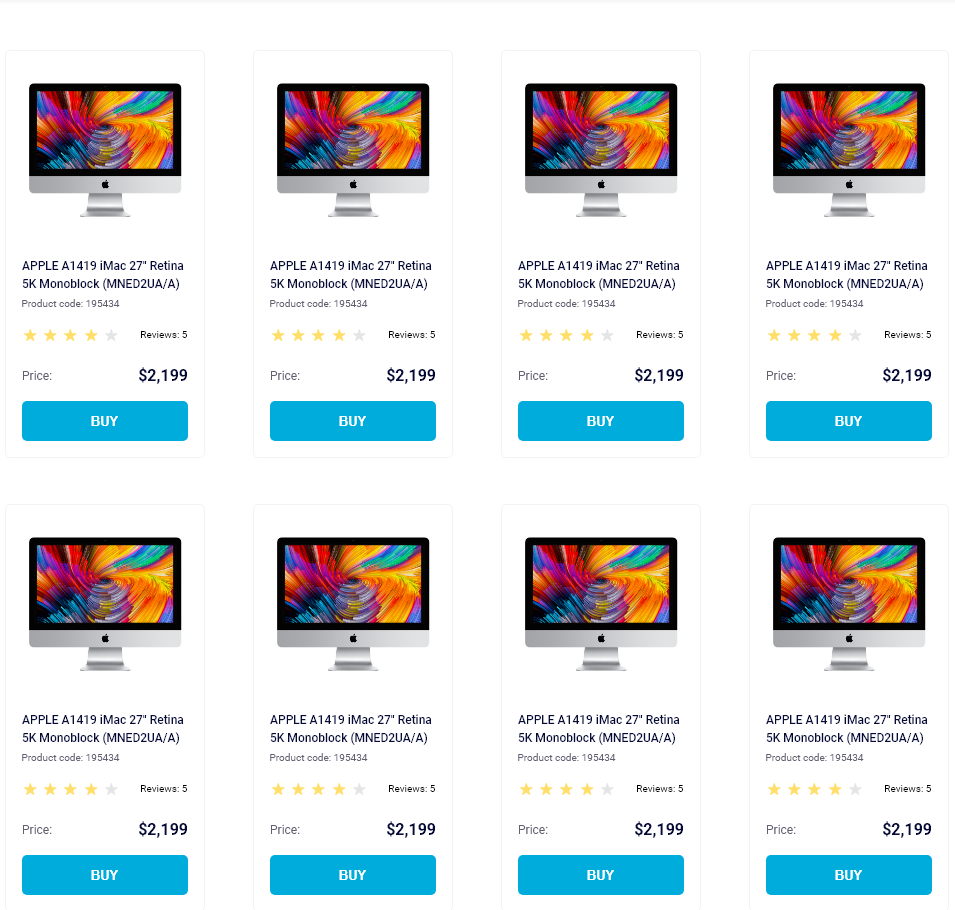 APPLE A1419 iMac 27" Retina
5K Monoblock (MNED2UA/A)
Product code: 195434
Reviews: 5
Price: $2,199
BUY
APPLE A1419 iMac 27" Retina
5K Monoblock (MNED2UA/A)
Product code: 195434
Reviews: 5
Price: $2,199
BUY
APPLE A1419 iMac 27" Retina
5K Monoblock (MNED2UA/A)
Product code: 195434
Reviews: 5
Price: $2,199
BUY
APPLE A1419 iMac 27" Retina
5K Monoblock (MNED2UA/A)
Product code: 195434
Reviews: 5
Price: $2,199
BUY
APPLE A1419 iMac 27" Retina
5K Monoblock (MNED2UA/A)
Product code: 195434
Reviews: 5
Price: $2,199
BUY
APPLE A1419 iMac 27" Retina
5K Monoblock (MNED2UA/A)
Product code: 195434
Reviews: 5
Price: $2,199
BUY
APPLE A1419 iMac 27" Retina
5K Monoblock (MNED2UA/A)
Product code: 195434
Reviews: 5
Price: $2,199
BUY
APPLE A1419 iMac 27" Retina
5K Monoblock (MNED2UA/A)
Product code: 195434
Reviews: 5
Price: $2,199
BUY